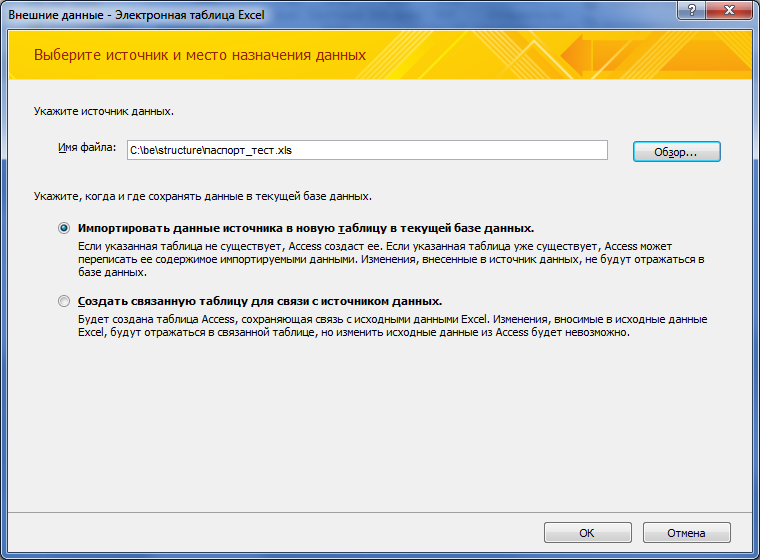 Внешние данные - Электронная таблица Excel
Выберите источник и место назначения данных
Укажите источник данных.
Имя файла:
C:\be\structure\паспорт_тест.xls
Обзор...
Укажите, когда и где сохранять данные в текущей базе данных.
Импортировать данные источника в новую таблицу в текущей базе данных.
Если указанная таблица не существует, Access создаст ее. Если указанная таблица уже существует, Access может
переписать ее содержимое импортируемыми данными. Изменения, внесенные в источник данных, не будут отражаться в
базе данных.
Создать связанную таблицу для связи с источником данных.
Будет создана таблица Access, сохраняющая связь с исходными данными Excel. Изменения, вносимые в исходные данные
Excel, будут отражаться в связанной таблице, но изменить исходные данные из Access будет невозможно.
ОК
Отмена